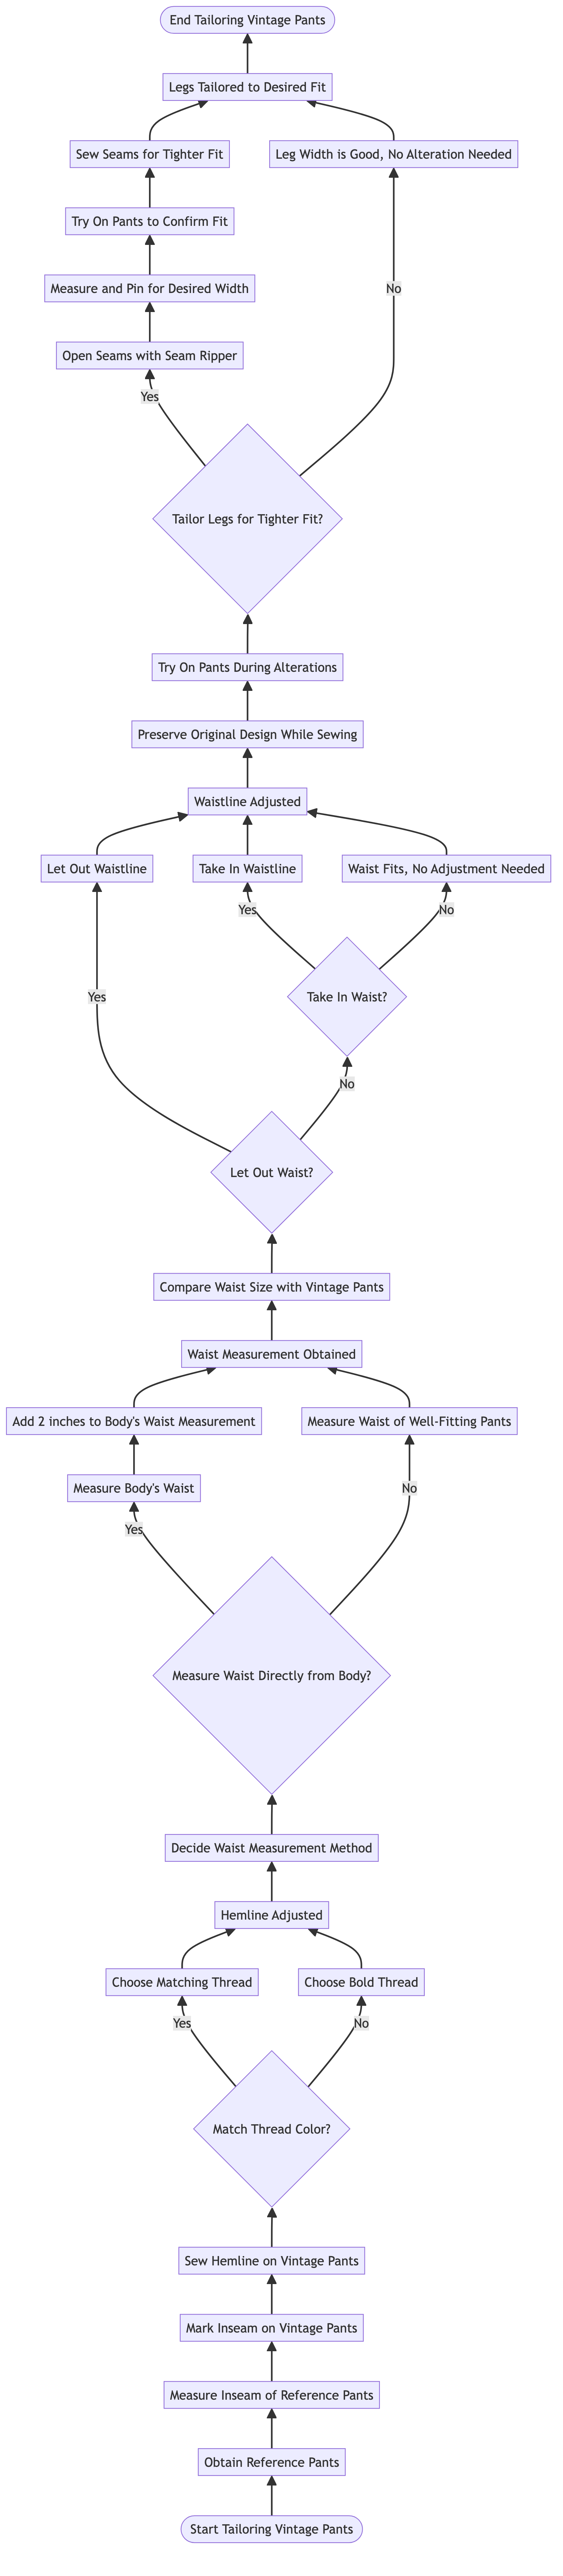 End Tailoring Vintage Pants
Legs Tailored to Desired Fit
Sew Seams for Tighter Fit
Leg Width is Good, No Alteration Needed
Try On Pants to Confirm Fit
Measure and Pin for Desired Width
No
Open Seams with Seam Ripper
Yes
Tailor Legs for Tighter Fit?
Try On Pants During Alterations
Preserve Original Design While Sewing
Waistline Adjusted
Let Out Waistline
Take In Waistline
Waist Fits, No Adjustment Needed
Yes
No
Yes
Take In Waist?
No
Let Out Waist?
Compare Waist Size with Vintage Pants
Waist Measurement Obtained
Add 2 inches to Body's Waist Measurement
Measure Waist of Well-Fitting Pants
Measure Body's Waist
No
Yes
Measure Waist Directly from Body?
Decide Waist Measurement Method
Hemline Adjusted
Choose Matching Thread
Choose Bold Thread
Yes
No
Match Thread Color?
Sew Hemline on Vintage Pants
Mark Inseam on Vintage Pants
Measure Inseam of Reference Pants
Obtain Reference Pants
Start Tailoring Vintage Pants